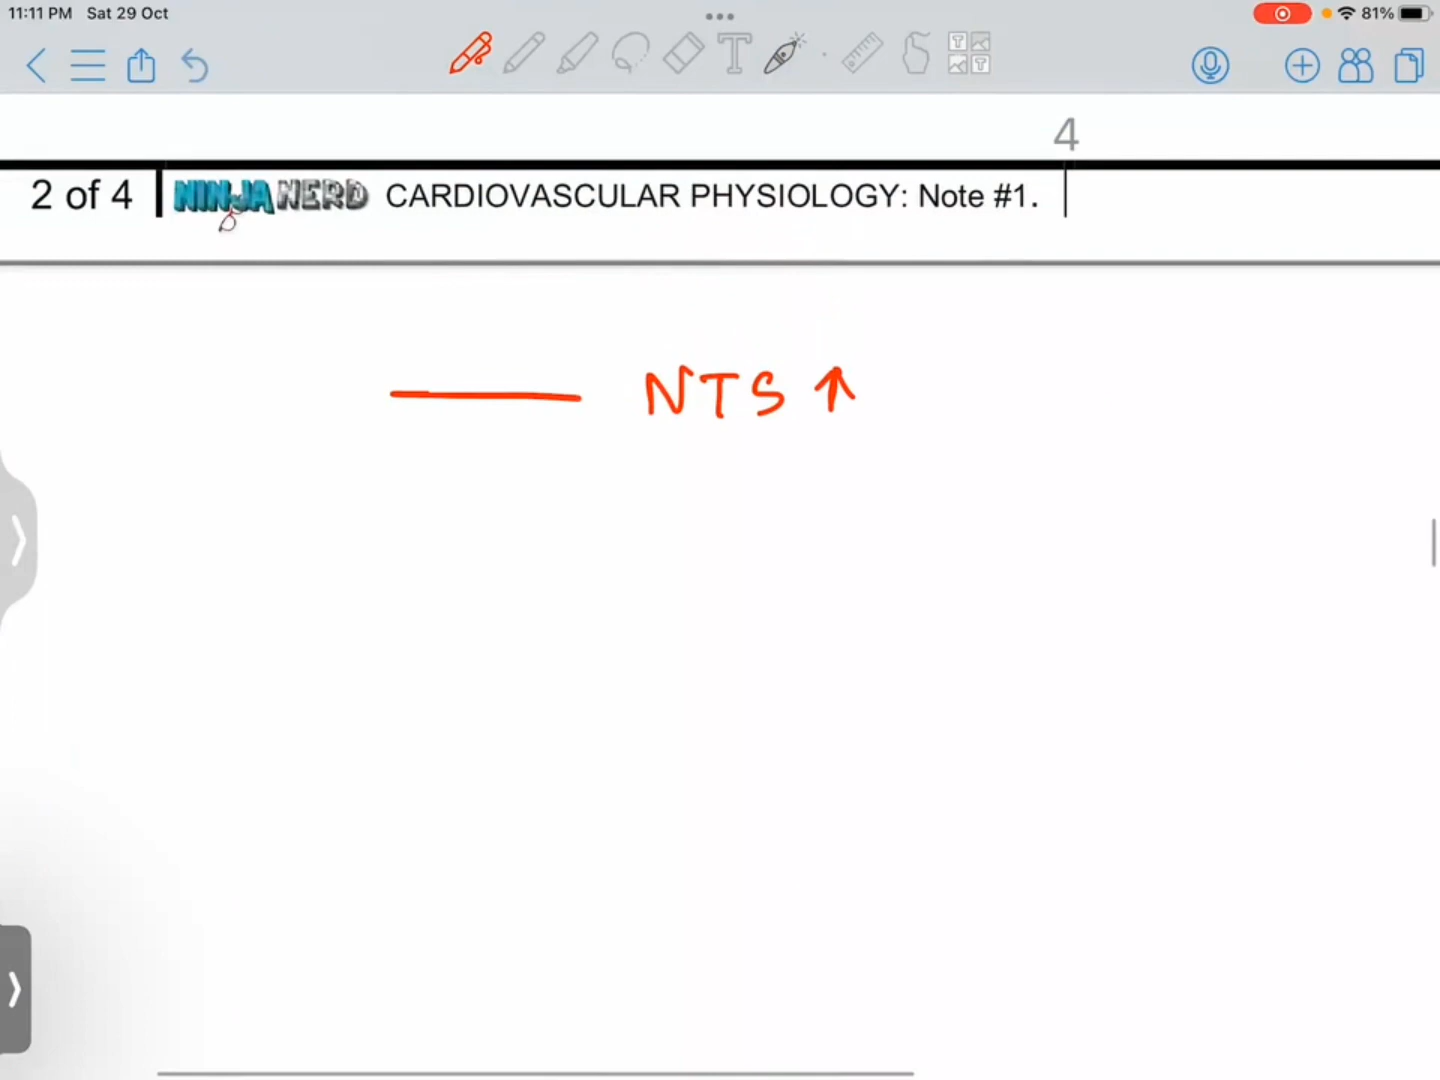 11:11 PM Sat 29 Oct 81%
4
2 of 4 NINJA NERD CARDIOVASCULAR PHYSIOLOGY: Note #1.
NTS ↑